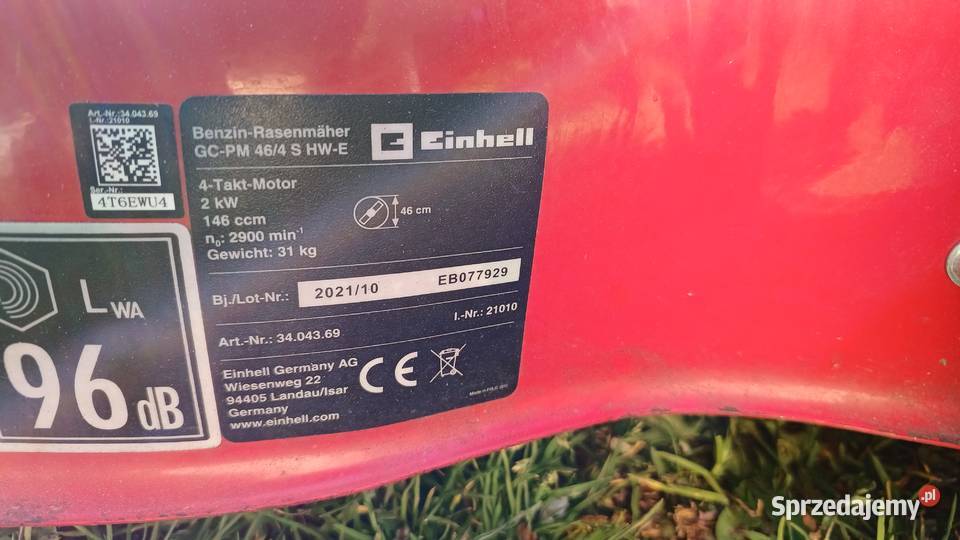 Art.-Nr.:34.043.69
I.-Nr.:21010
Ser.-Nr.:
4T6EWU4
Benzin-Rasenmäher
GC-PM 46/4 S HW-E
Einhell
4-Takt-Motor
2 kW
146 ccm
n0: 2900 min-1
Gewicht: 31 kg
46 cm
Bj./Lot-Nr.: 2021/10 EB077929
Art.-Nr.: 34.043.69 I.-Nr.: 21010
Einhell Germany AG
Wiesenweg 22
94405 Landau/Isar
Germany
www.einhell.com
CE
LWA
96 dB
Sprzedajemy.pl